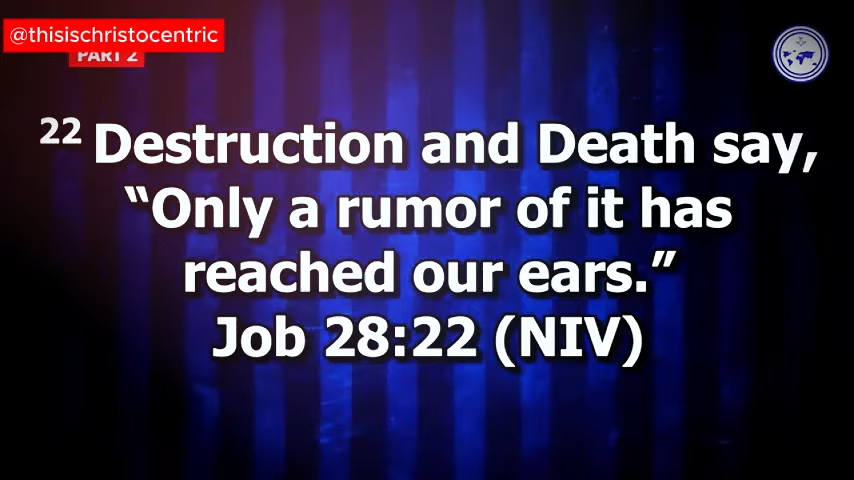 @thisischristocentric
PART 2
22 Destruction and Death say,
“Only a rumor of it has
reached our ears.”
Job 28:22 (NIV)